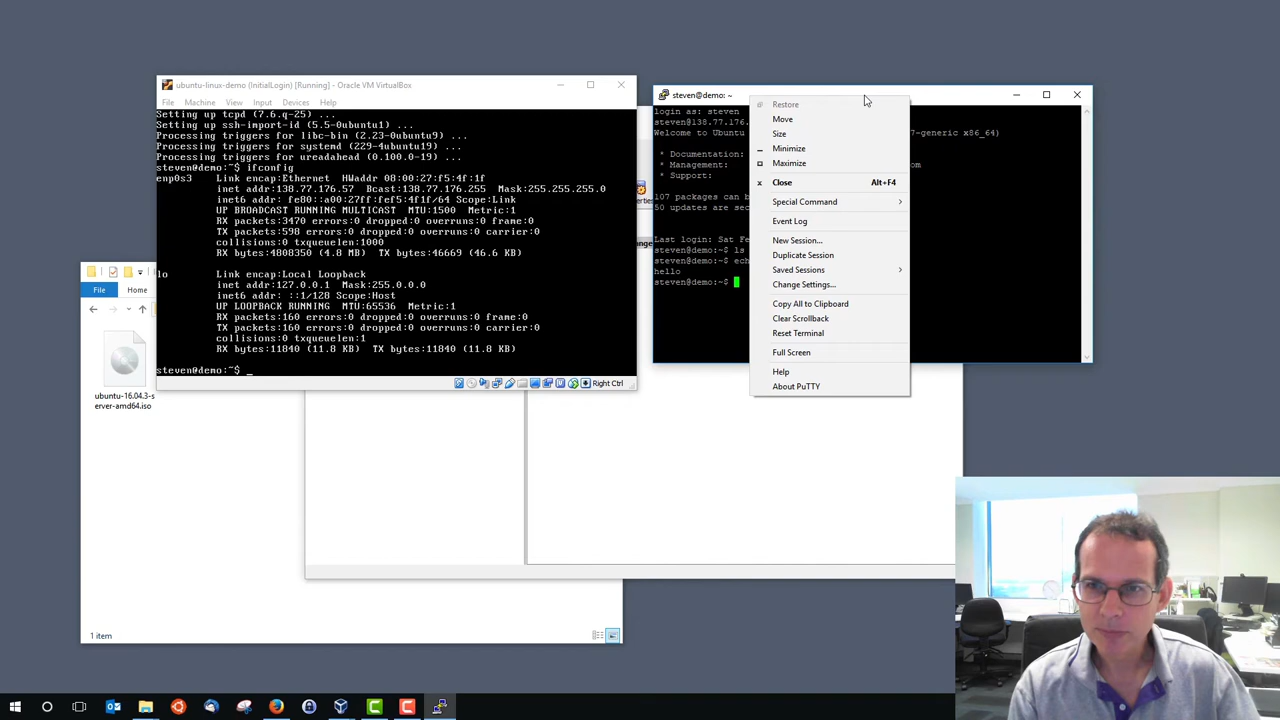 ubuntu-linux-demo (InitialLogin) [Running] - Oracle VM VirtualBox
File Machine View Input Devices Help
Setting up tcpd (7.6.q-25) ...
Setting up ssh-import-id (5.5-0ubuntu1) ...
Processing triggers for libc-bin (2.23-0ubuntu9) ...
Processing triggers for systemd (229-4ubuntu19) ...
Processing triggers for ureadahead (0.100.0-19) ...
steven@demo:~$ ifconfig
enp0s3 Link encap:Ethernet HWaddr 08:00:27:f5:4f:1f
inet addr:138.77.176.57 Bcast:138.77.176.255 Mask:255.255.255.0
inet6 addr: fe80::a00:27ff:fef5:4f1f/64 Scope:Link
UP BROADCAST RUNNING MULTICAST MTU:1500 Metric:1
RX packets:3470 errors:0 dropped:0 overruns:0 frame:0
TX packets:598 errors:0 dropped:0 overruns:0 carrier:0
collisions:0 txqueuelen:1000
RX bytes:4808350 (4.8 MB) TX bytes:46669 (46.6 KB)
lo Link encap:Local Loopback
inet addr:127.0.0.1 Mask:255.0.0.0
inet6 addr: ::1/128 Scope:Host
UP LOOPBACK RUNNING MTU:65536 Metric:1
RX packets:160 errors:0 dropped:0 overruns:0 frame:0
TX packets:160 errors:0 dropped:0 overruns:0 carrier:0
collisions:0 txqueuelen:1
RX bytes:11840 (11.8 KB) TX bytes:11840 (11.8 KB)
steven@demo:~$ _
Right Ctrl
steven@demo: ~
login as: steven
steven@138.77.176.
Welcome to Ubuntu 7-generic x86_64)
* Documentation:
* Management: com
* Support:
107 packages can b
50 updates are sec
Last login: Sat Fe
steven@demo:~$ ls
steven@demo:~$ ech
hello
steven@demo:~$
Restore
Move
Size
Minimize
Maximize
Close Alt+F4
Special Command
Event Log
New Session...
Duplicate Session
Saved Sessions
Change Settings...
Copy All to Clipboard
Clear Scrollback
Reset Terminal
Full Screen
Help
About PuTTY
File Home
ubuntu-16.04.3-s
erver-amd64.iso
1 item